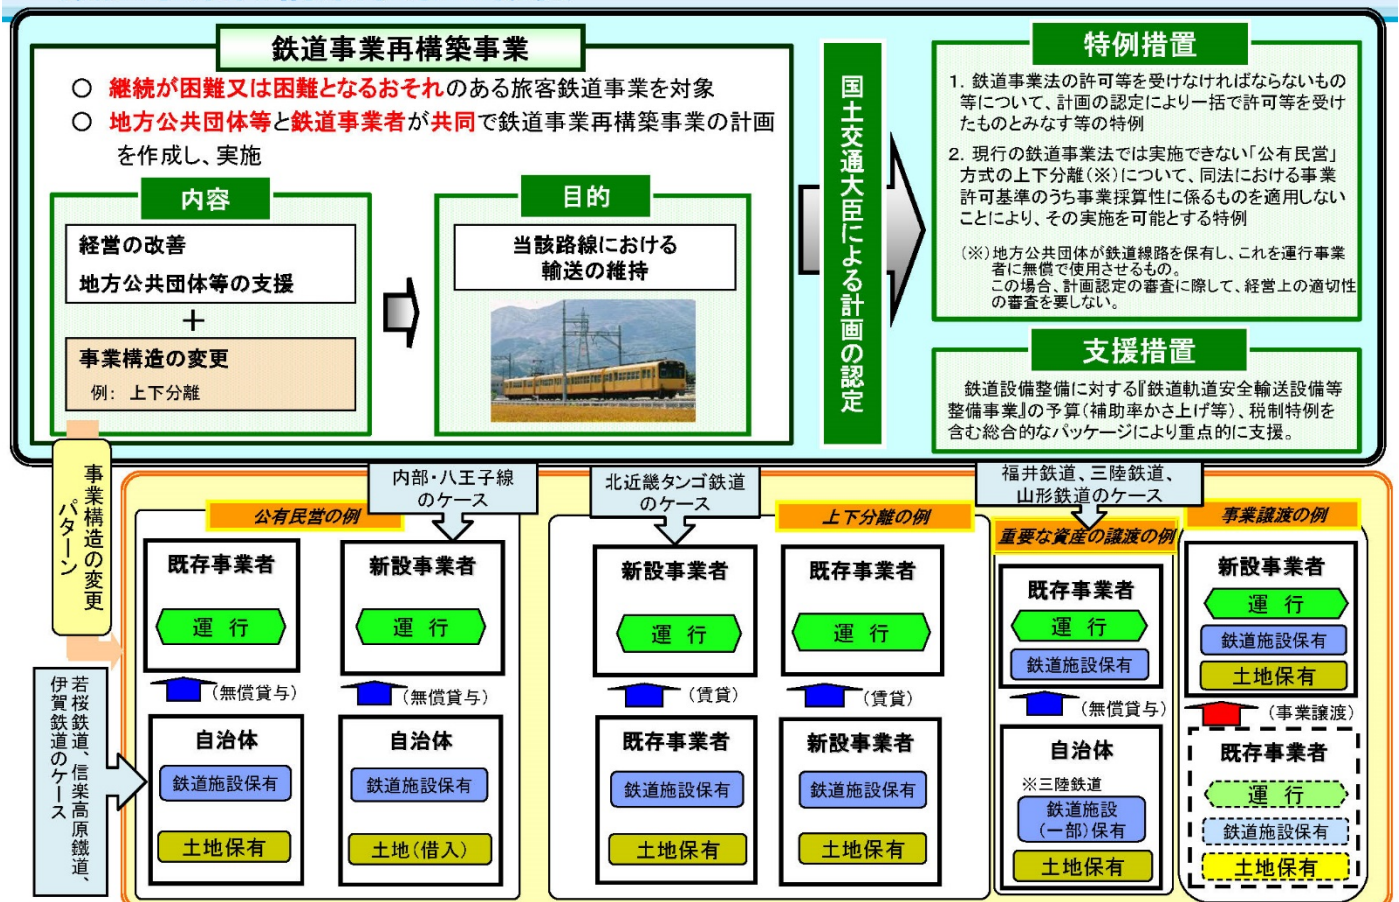 鉄道事業再構築事業
○ 継続が困難又は困難となるおそれのある旅客鉄道事業を対象
○ 地方公共団体等と鉄道事業者が共同で鉄道事業再構築事業の計画
を作成し、実施
内容
経営の改善
地方公共団体等の支援
＋
事業構造の変更
例： 上下分離
目的
当該路線における
輸送の維持
国土交通大臣による計画の認定
特例措置
1. 鉄道事業法の許可等を受けなければならないもの
等について、計画の認定により一括で許可等を受け
たものとみなす等の特例
2. 現行の鉄道事業法では実施できない「公有民営」
方式の上下分離(※)について、同法における事業
許可基準のうち事業採算性に係るものを適用しない
ことにより、その実施を可能とする特例
(※)地方公共団体が鉄道線路を保有し、これを運行事業
者に無償で使用させるもの。
この場合、計画認定の審査に際して、経営上の適切性
の審査を要しない。
支援措置
鉄道設備整備に対する『鉄道軌道安全輸送設備等
整備事業』の予算(補助率かさ上げ等)、税制特例を
含む総合的なパッケージにより重点的に支援。
事業構造の変更
パターン
若桜鉄道、信楽高原鐵道、
伊賀鉄道のケース
内部・八王子線
のケース
公有民営の例
既存事業者
運 行
(無償貸与)
自治体
鉄道施設保有
土地保有
新設事業者
運 行
(無償貸与)
自治体
鉄道施設保有
土地(借入)
北近畿タンゴ鉄道
のケース
上下分離の例
新設事業者
運 行
(賃貸)
既存事業者
鉄道施設保有
土地保有
既存事業者
運 行
(賃貸)
新設事業者
鉄道施設保有
土地保有
福井鉄道、三陸鉄道、
山形鉄道のケース
重要な資産の譲渡の例
既存事業者
運 行
鉄道施設保有
(無償貸与)
自治体
※三陸鉄道
鉄道施設
(一部)保有
土地保有
事業譲渡の例
新設事業者
運 行
鉄道施設保有
土地保有
(事業譲渡)
既存事業者
運 行
鉄道施設保有
土地保有